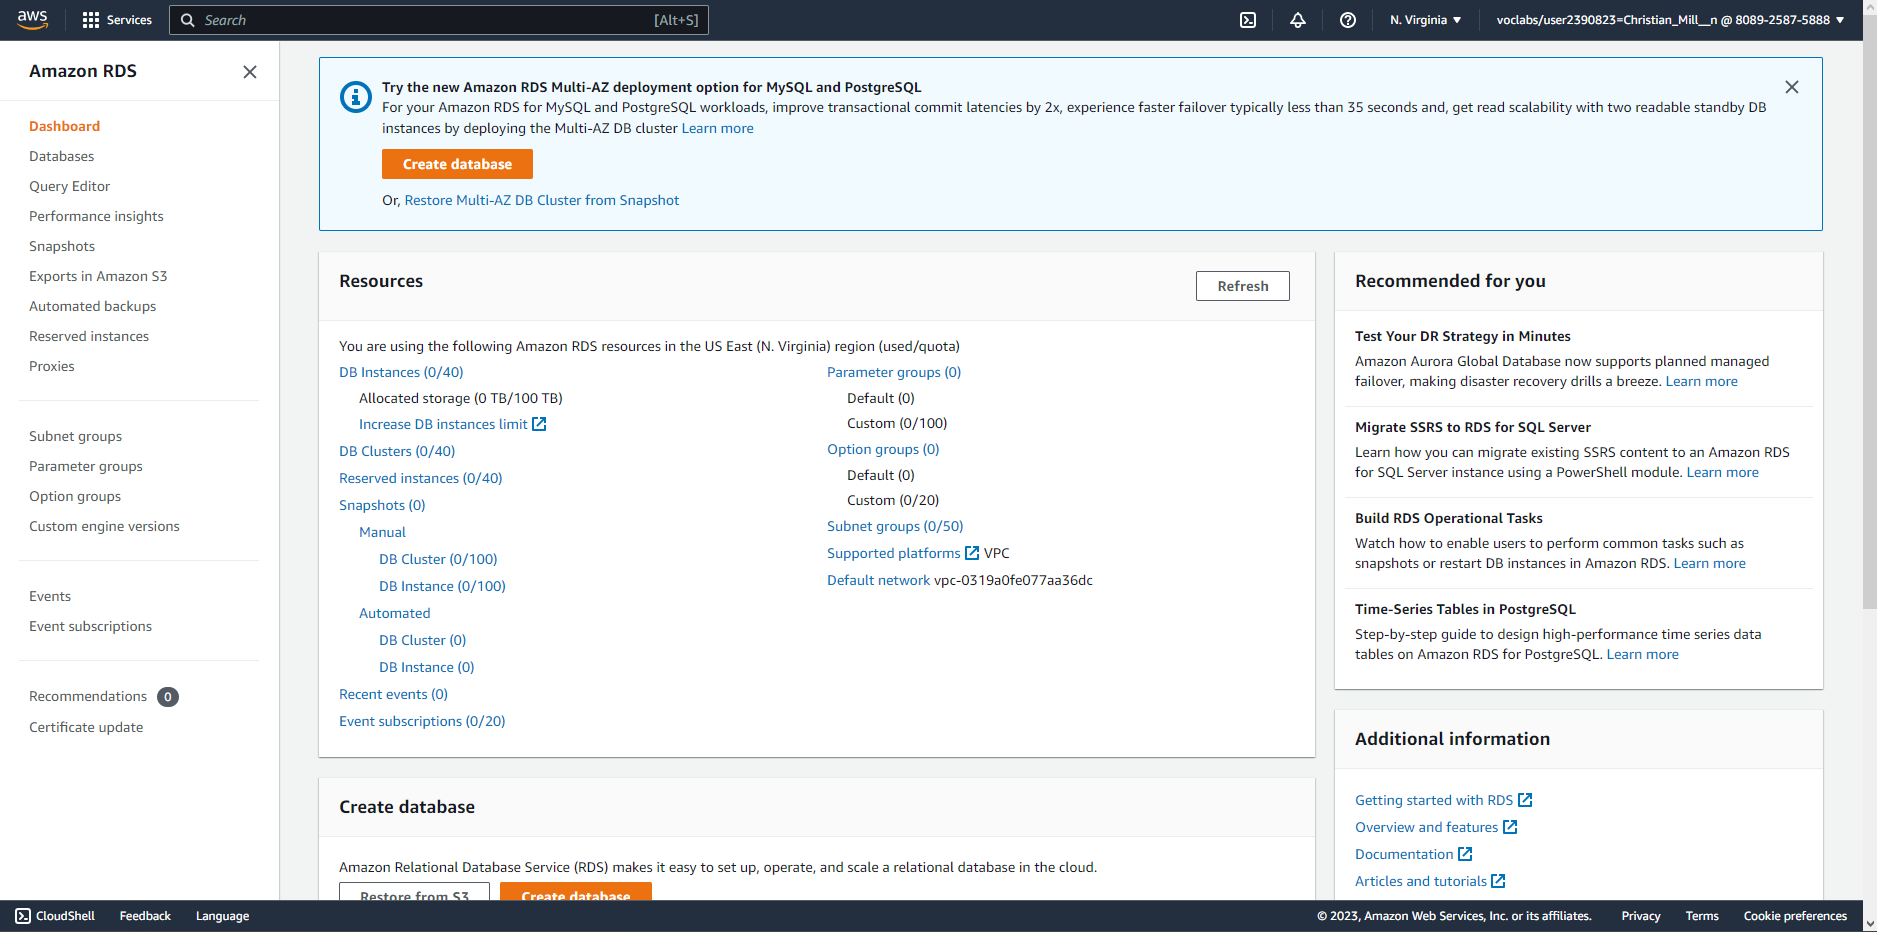 aws
Services
Search
[Alt+S]
N. Virginia
voclabs/user2390823=Christian_Mill__n @ 8089-2587-5888
Amazon RDS
Dashboard
Databases
Query Editor
Performance insights
Snapshots
Exports in Amazon S3
Automated backups
Reserved instances
Proxies
Subnet groups
Parameter groups
Option groups
Custom engine versions
Events
Event subscriptions
Recommendations 0
Certificate update
Try the new Amazon RDS Multi-AZ deployment option for MySQL and PostgreSQL
For your Amazon RDS for MySQL and PostgreSQL workloads, improve transactional commit latencies by 2x, experience faster failover typically less than 35 seconds and, get read scalability with two readable standby DB
instances by deploying the Multi-AZ DB cluster Learn more
Create database
Or, Restore Multi-AZ DB Cluster from Snapshot
Resources
Refresh
You are using the following Amazon RDS resources in the US East (N. Virginia) region (used/quota)
DB Instances (0/40)
Allocated storage (0 TB/100 TB)
Increase DB instances limit
DB Clusters (0/40)
Reserved instances (0/40)
Snapshots (0)
Manual
DB Cluster (0/100)
DB Instance (0/100)
Automated
DB Cluster (0)
DB Instance (0)
Recent events (0)
Event subscriptions (0/20)
Parameter groups (0)
Default (0)
Custom (0/100)
Option groups (0)
Default (0)
Custom (0/20)
Subnet groups (0/50)
Supported platforms VPC
Default network vpc-0319a0fe077aa36dc
Create database
Amazon Relational Database Service (RDS) makes it easy to set up, operate, and scale a relational database in the cloud.
Restore from S3
Create database
Recommended for you
Test Your DR Strategy in Minutes
Amazon Aurora Global Database now supports planned managed
failover, making disaster recovery drills a breeze. Learn more
Migrate SSRS to RDS for SQL Server
Learn how you can migrate existing SSRS content to an Amazon RDS
for SQL Server instance using a PowerShell module. Learn more
Build RDS Operational Tasks
Watch how to enable users to perform common tasks such as
snapshots or restart DB instances in Amazon RDS. Learn more
Time-Series Tables in PostgreSQL
Step-by-step guide to design high-performance time series data
tables on Amazon RDS for PostgreSQL. Learn more
Additional information
Getting started with RDS
Overview and features
Documentation
Articles and tutorials
CloudShell
Feedback
Language
© 2023, Amazon Web Services, Inc. or its affiliates.
Privacy
Terms
Cookie preferences